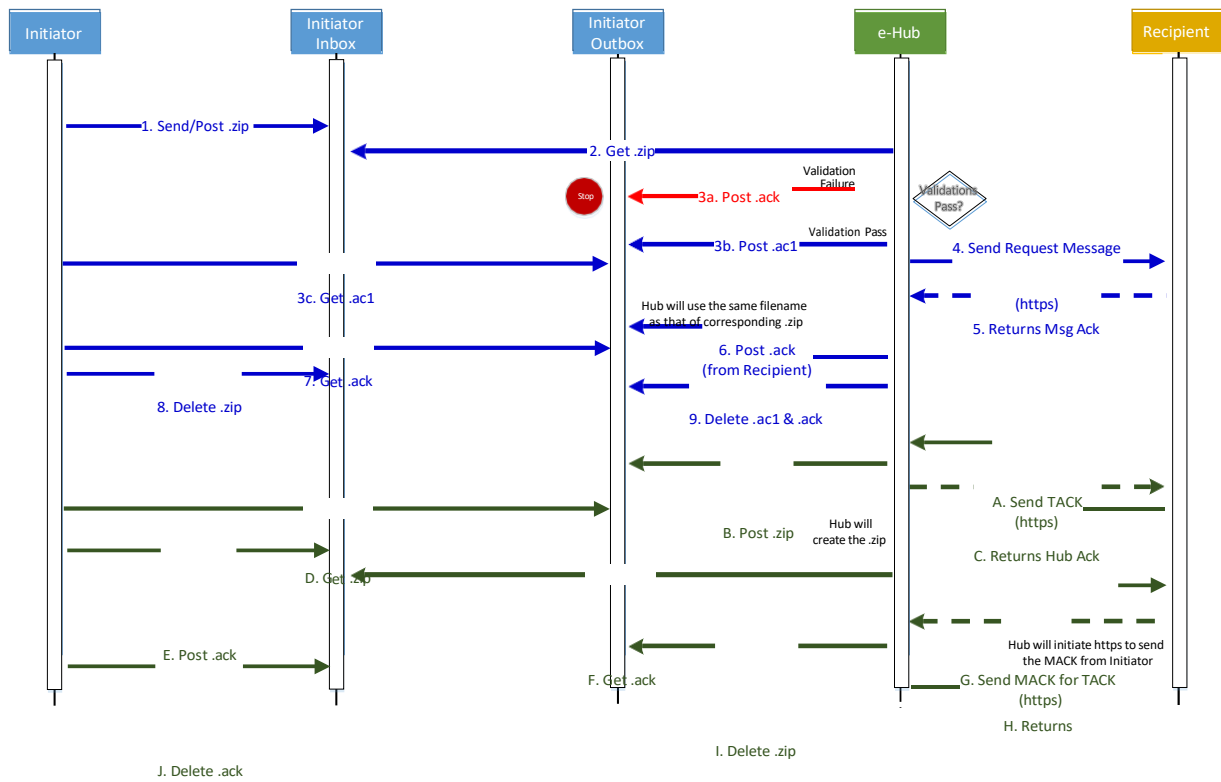 Initiator
Initiator
Inbox
Initiator
Outbox
e-Hub
Recipient
1. Send/Post .zip
2. Get .zip
Validation
Failure
Stop
3a. Post .ack
Validations
Pass?
Validation Pass
3b. Post .ac1
4. Send Request Message
3c. Get .ac1
(https)
Hub will use the same filename
as that of corresponding .zip
5. Returns Msg Ack
6. Post .ack
(from Recipient)
7. Get .ack
8. Delete .zip
9. Delete .ac1 & .ack
A. Send TACK
(https)
B. Post .zip
Hub will
create the .zip
C. Returns Hub Ack
D. Get .zip
E. Post .ack
Hub will initiate https to send
the MACK from Initiator
F. Get .ack
G. Send MACK for TACK
(https)
H. Returns
I. Delete .zip
J. Delete .ack